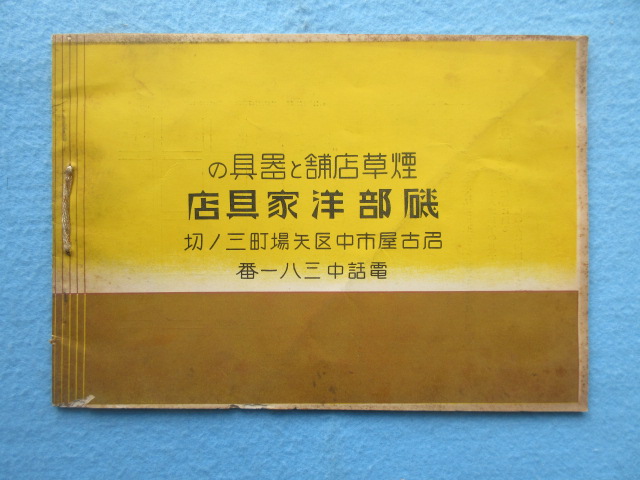 煙草店舗と器具の
磯部洋家具店
名古屋市中区矢場町三ノ切
電話中三八一番